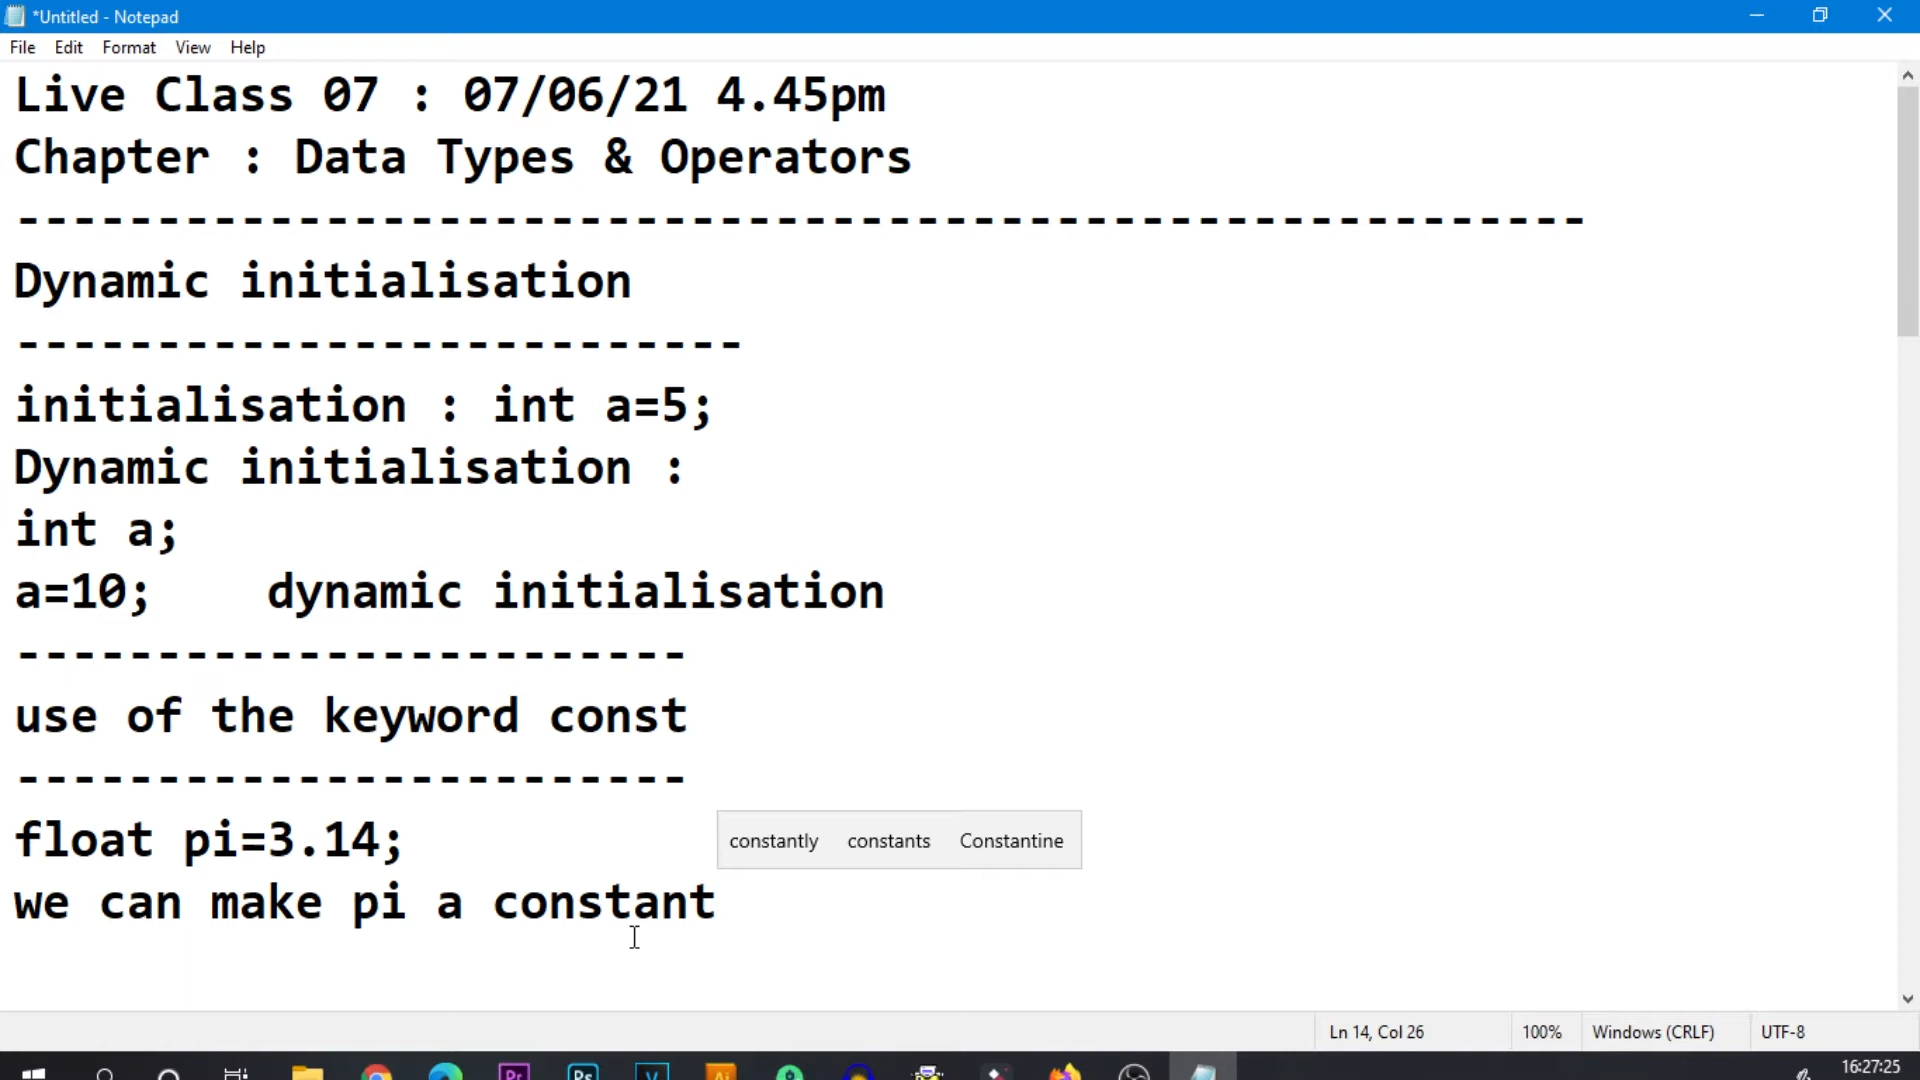 *Untitled - Notepad
File Edit Format View Help
Live Class 07 : 07/06/21 4.45pm
Chapter : Data Types & Operators
--------------------------------------------------------
Dynamic initialisation
--------------------------
initialisation : int a=5;
Dynamic initialisation :
int a;
a=10; dynamic initialisation
------------------------
use of the keyword const
------------------------
float pi=3.14;
constantly constants Constantine
we can make pi a constant
Ln 14, Col 26 100% Windows (CRLF) UTF-8
Pr Ps V Ai
16:27:25